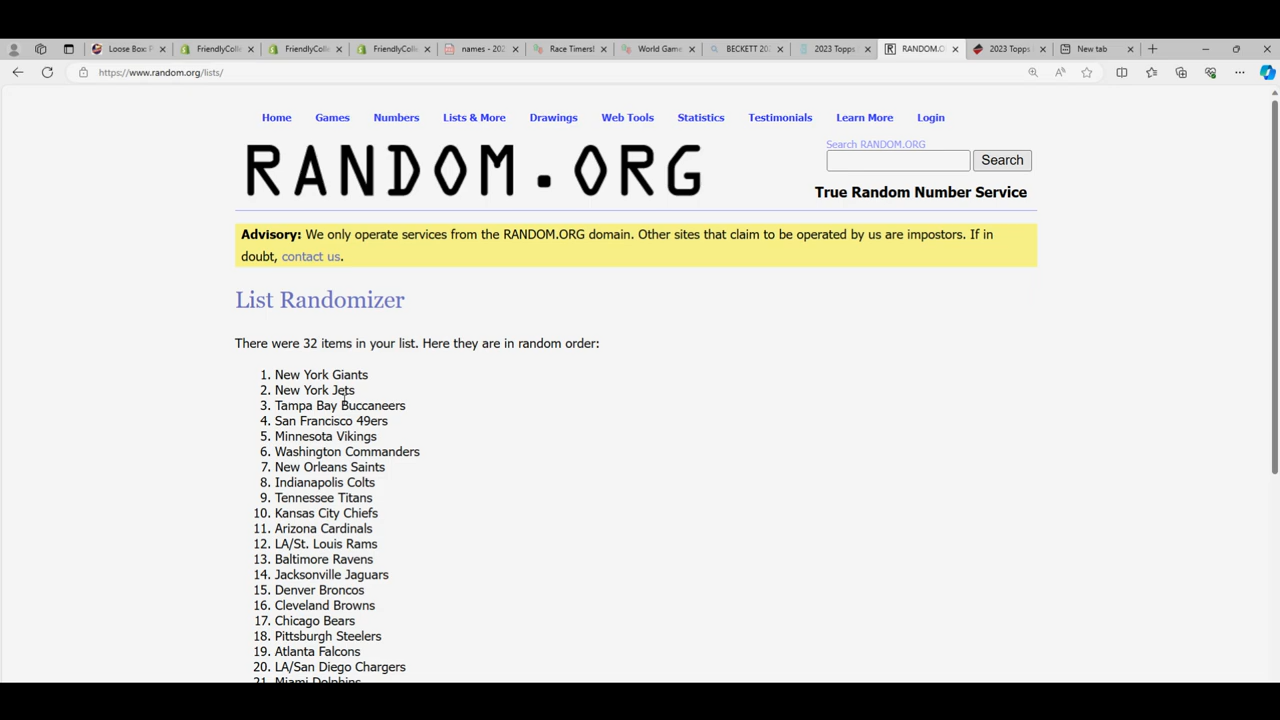 Loose Box: F
FriendlyColle
FriendlyColle
FriendlyColle
names - 202
Race Timers!
World Game
BECKETT 202
2023 Topps
RANDOM.O
2023 Topps
New tab
https://www.random.org/lists/
Home Games Numbers Lists & More Drawings Web Tools Statistics Testimonials Learn More Login
RANDOM.ORG
Search RANDOM.ORG
Search
True Random Number Service
Advisory: We only operate services from the RANDOM.ORG domain. Other sites that claim to be operated by us are impostors. If in
doubt, contact us.
List Randomizer
There were 32 items in your list. Here they are in random order:
1. New York Giants
2. New York Jets
3. Tampa Bay Buccaneers
4. San Francisco 49ers
5. Minnesota Vikings
6. Washington Commanders
7. New Orleans Saints
8. Indianapolis Colts
9. Tennessee Titans
10. Kansas City Chiefs
11. Arizona Cardinals
12. LA/St. Louis Rams
13. Baltimore Ravens
14. Jacksonville Jaguars
15. Denver Broncos
16. Cleveland Browns
17. Chicago Bears
18. Pittsburgh Steelers
19. Atlanta Falcons
20. LA/San Diego Chargers
21. Miami Dolphins